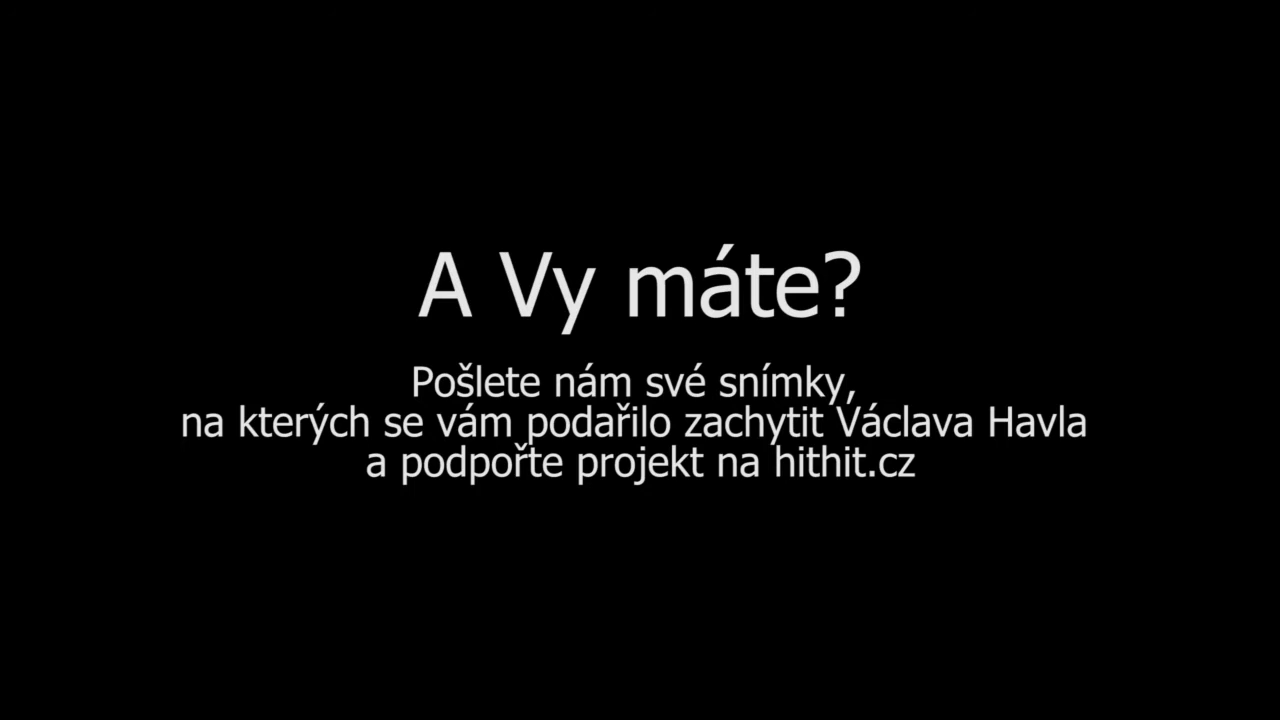 A Vy máte?
Pošlete nám své snímky,
na kterých se vám podařilo zachytit Václava Havla
a podpořte projekt na hithit.cz